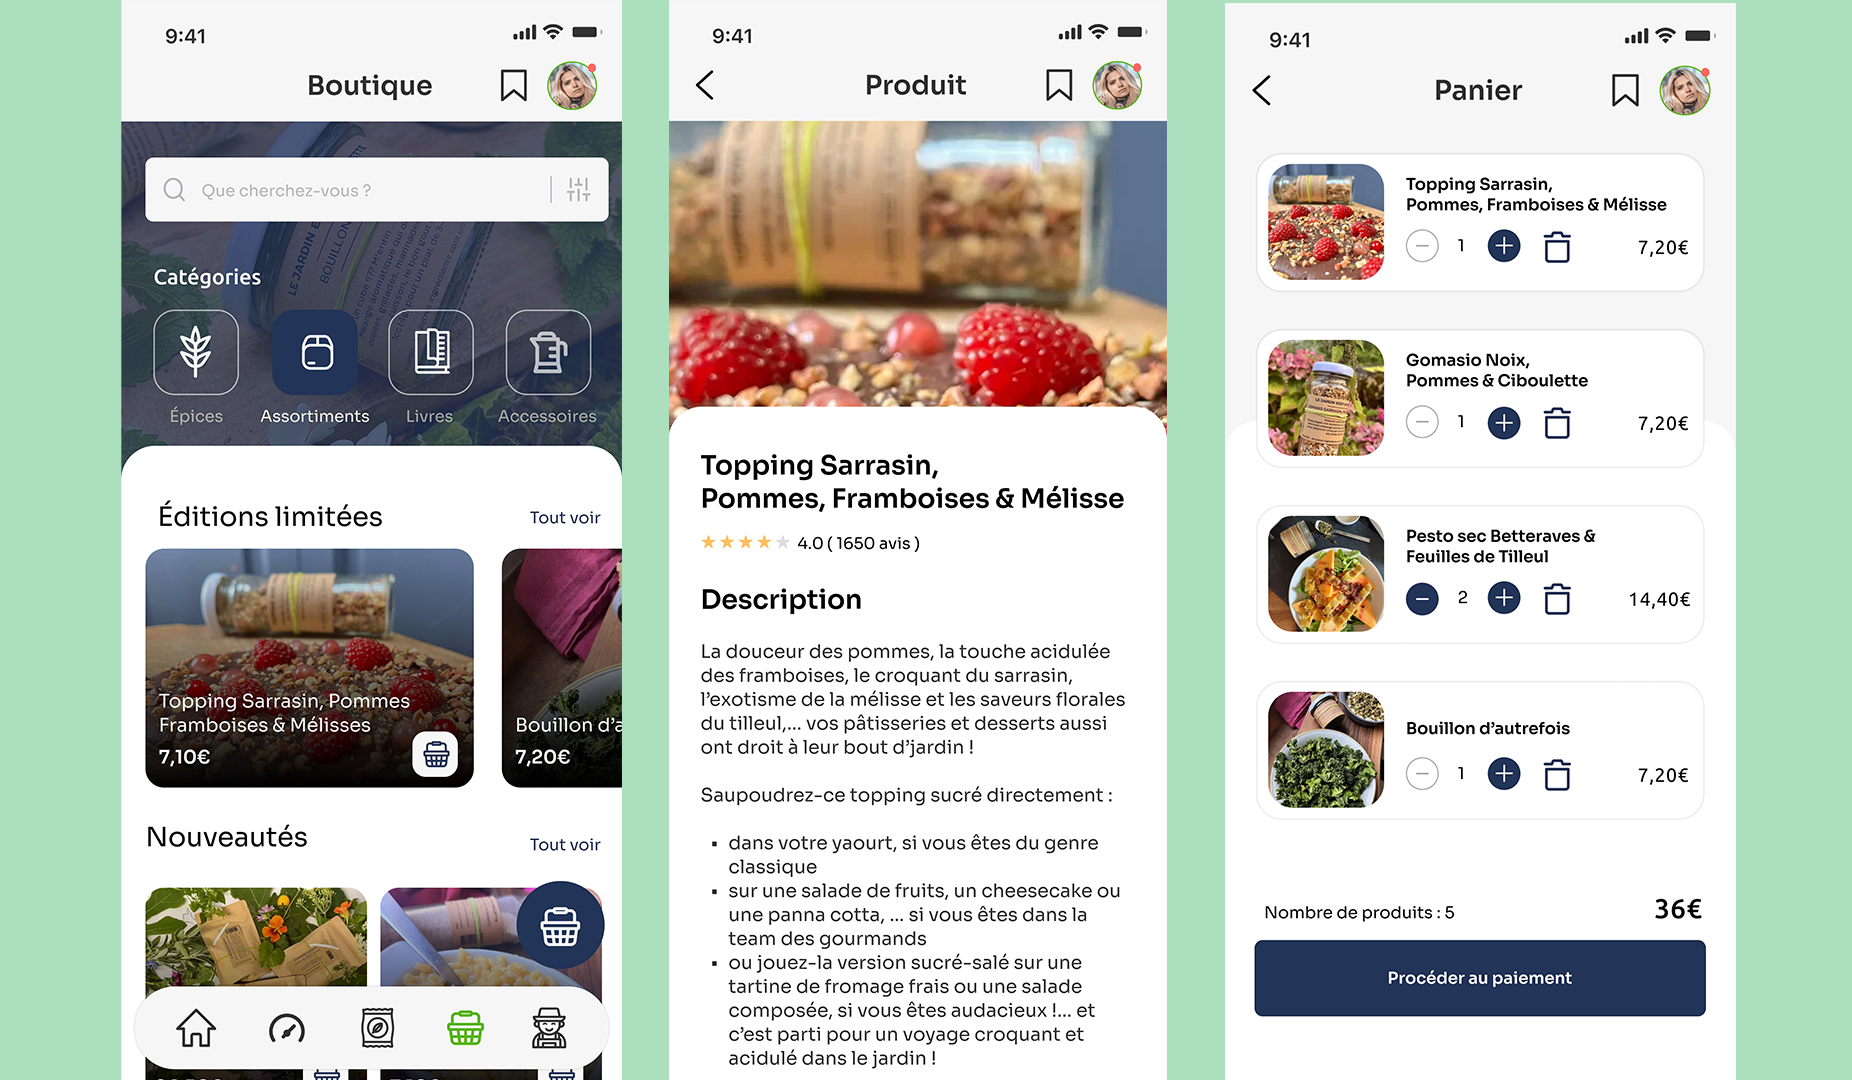 9:41
Boutique
Que cherchez-vous ?
LE JARDIN
BOUILLON
Catégories
Épices
Assortiments
Livres
Accessoires
Éditions limitées
Tout voir
Topping Sarrasin, Pommes
Framboises & Mélisses
7,10€
Bouillon d’a
7,20€
Nouveautés
Tout voir
9:41
Produit
Topping Sarrasin,
Pommes, Framboises & Mélisse
4.0 ( 1650 avis )
Description
La douceur des pommes, la touche acidulée
des framboises, le croquant du sarrasin,
l’exotisme de la mélisse et les saveurs florales
du tilleul,... vos pâtisseries et desserts aussi
ont droit à leur bout d’jardin !
Saupoudrez-ce topping sucré directement :
▪ dans votre yaourt, si vous êtes du genre
classique
▪ sur une salade de fruits, un cheesecake ou
une panna cotta, ... si vous êtes dans la
team des gourmands
▪ ou jouez-la version sucré-salé sur une
tartine de fromage frais ou une salade
composée, si vous êtes audacieux !... et
c’est parti pour un voyage croquant et
acidulé dans le jardin !
9:41
Panier
Topping Sarrasin,
Pommes, Framboises & Mélisse
1
7,20€
Gomasio Noix,
Pommes & Ciboulette
1
7,20€
Pesto sec Betteraves &
Feuilles de Tilleul
2
14,40€
Bouillon d’autrefois
1
7,20€
Nombre de produits : 5
36€
Procéder au paiement